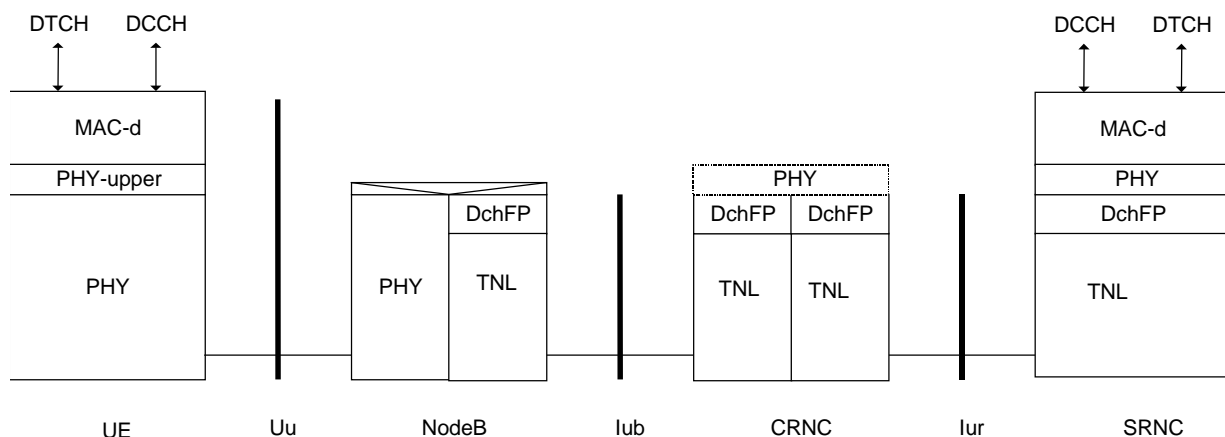 DTCH DCCH DCCH DTCH
MAC-d MAC-d
PHY-upper PHY PHY
DchFP DchFP DchFP DchFP
PHY PHY TNL TNL TNL TNL
UE Uu NodeB Iub CRNC Iur SRNC